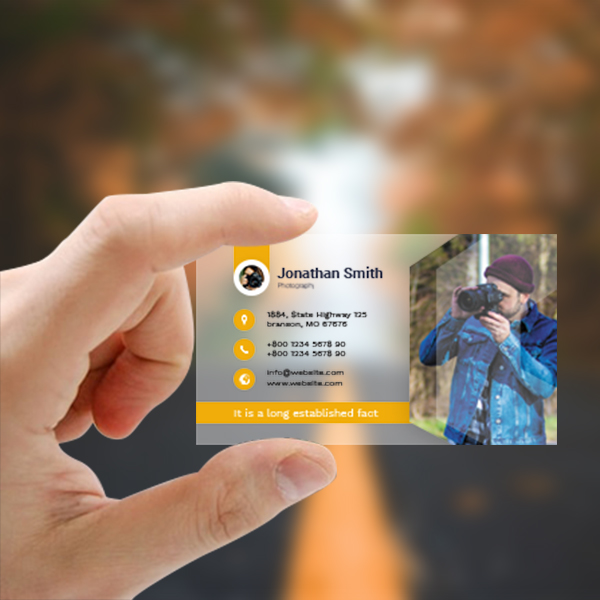 Jonathan Smith
Photography
1884, State Highway 125
branson, MO 67676
+800 1234 5678 90
+800 1234 5678 90
info@website.com
www.website.com
It is a long established fact